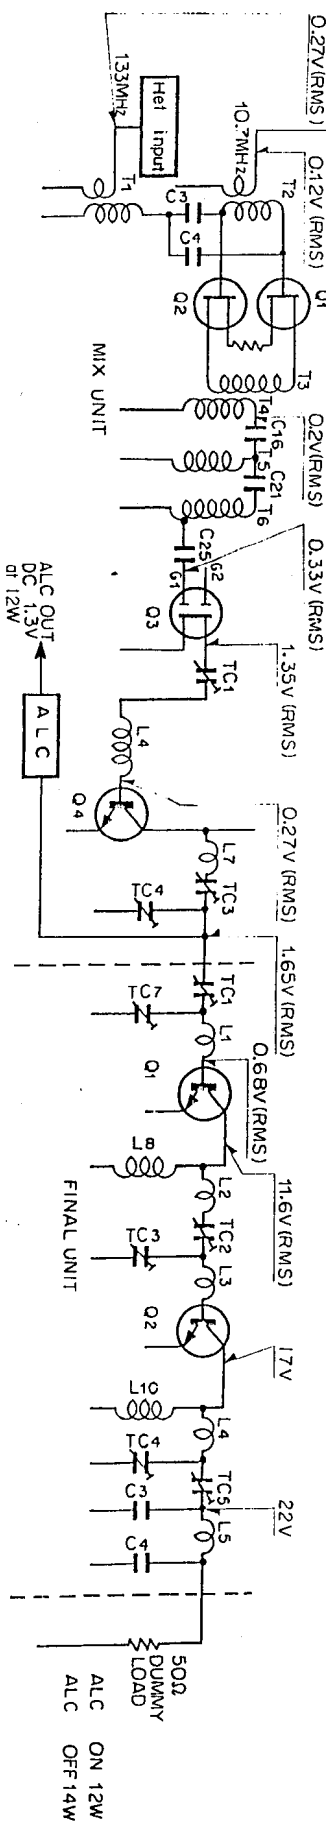 0.27V(RMS)
0.12V(RMS)
0.2V(RMS)
0.33V(RMS)
1.35V(RMS)
0.27V(RMS)
1.65V(RMS)
0.68V(RMS)
11.6V(RMS)
17V
22V
133MHz
Het input
T1
10.7MHz
T2
C3
C4
Q1
Q2
T3
MIX UNIT
T4
C16
T5
C21
T6
C25
G1
G2
Q3
TC1
L4
Q4
ALC OUT
DC 1.3V
at 12W
ALC
L7
TC3
TC4
TC1
TC7
L1
Q1
L8
L2
TC2
TC3
L3
FINAL UNIT
Q2
L10
L4
TC4
TC5
C3
L5
C4
50Ω
DUMMY
LOAD
ALC ON 12W
ALC OFF 14W